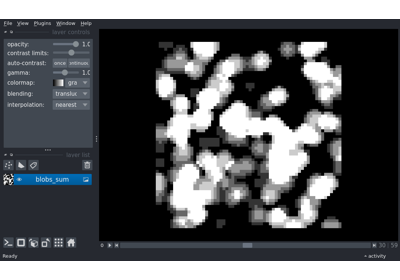 File View Plugins Window Help
layer controls
opacity: 1.0
contrast limits:
auto-contrast: once
gamma: 1.0
colormap: gra
blending: translu
interpolation: nearest
layer list
blobs_sum
0 30 59
Ready activity